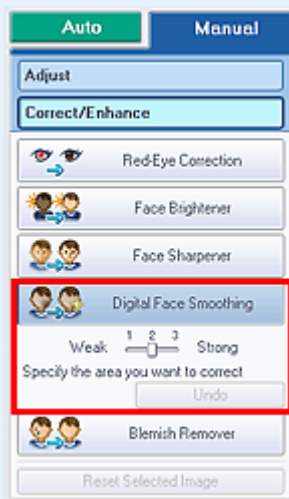 Auto Manual
Adjust
Correct/Enhance
Red-Eye Correction
Face Brightener
Face Sharpener
Digital Face Smoothing
1 2 3
Weak Strong
Specify the area you want to correct
Undo
Blemish Remover
Reset Selected Image